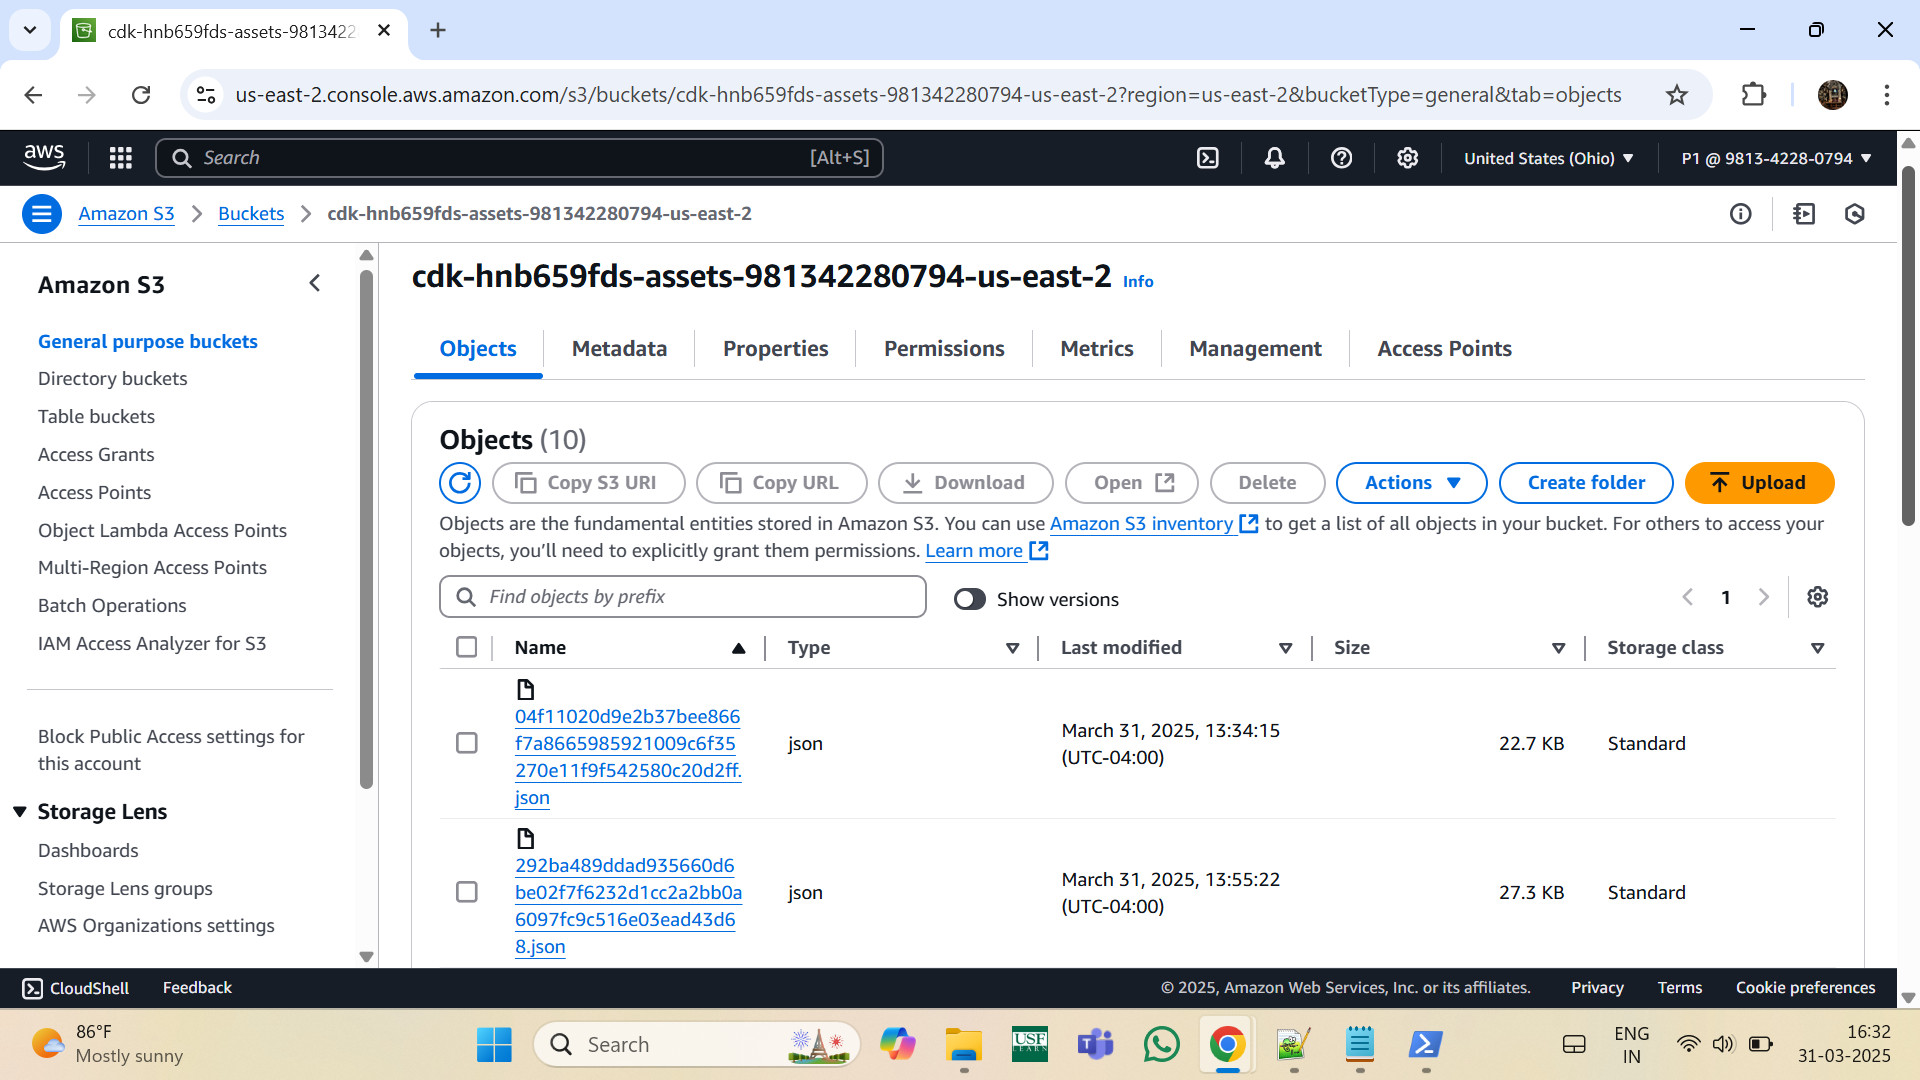 cdk-hnb659fds-assets-9813422
us-east-2.console.aws.amazon.com/s3/buckets/cdk-hnb659fds-assets-981342280794-us-east-2?region=us-east-2&bucketType=general&tab=objects
aws
Search
[Alt+S]
United States (Ohio)
P1 @ 9813-4228-0794
Amazon S3
Buckets
cdk-hnb659fds-assets-981342280794-us-east-2
Amazon S3
General purpose buckets
Directory buckets
Table buckets
Access Grants
Access Points
Object Lambda Access Points
Multi-Region Access Points
Batch Operations
IAM Access Analyzer for S3
Block Public Access settings for
this account
Storage Lens
Dashboards
Storage Lens groups
AWS Organizations settings
cdk-hnb659fds-assets-981342280794-us-east-2 Info
Objects
Metadata
Properties
Permissions
Metrics
Management
Access Points
Objects (10)
Copy S3 URI
Copy URL
Download
Open
Delete
Actions
Create folder
Upload
Objects are the fundamental entities stored in Amazon S3. You can use Amazon S3 inventory to get a list of all objects in your bucket. For others to access your
objects, you’ll need to explicitly grant them permissions. Learn more
Find objects by prefix
Show versions
1
Name
Type
Last modified
Size
Storage class
04f11020d9e2b37bee866
f7a8665985921009c6f35
270e11f9f542580c20d2ff.
json
json
March 31, 2025, 13:34:15
(UTC-04:00)
22.7 KB
Standard
292ba489ddad935660d6
be02f7f6232d1cc2a2bb0a
6097fc9c516e03ead43d6
8.json
json
March 31, 2025, 13:55:22
(UTC-04:00)
27.3 KB
Standard
CloudShell
Feedback
© 2025, Amazon Web Services, Inc. or its affiliates.
Privacy
Terms
Cookie preferences
86°F
Mostly sunny
Search
USF
LEARN
ENG
IN
16:32
31-03-2025